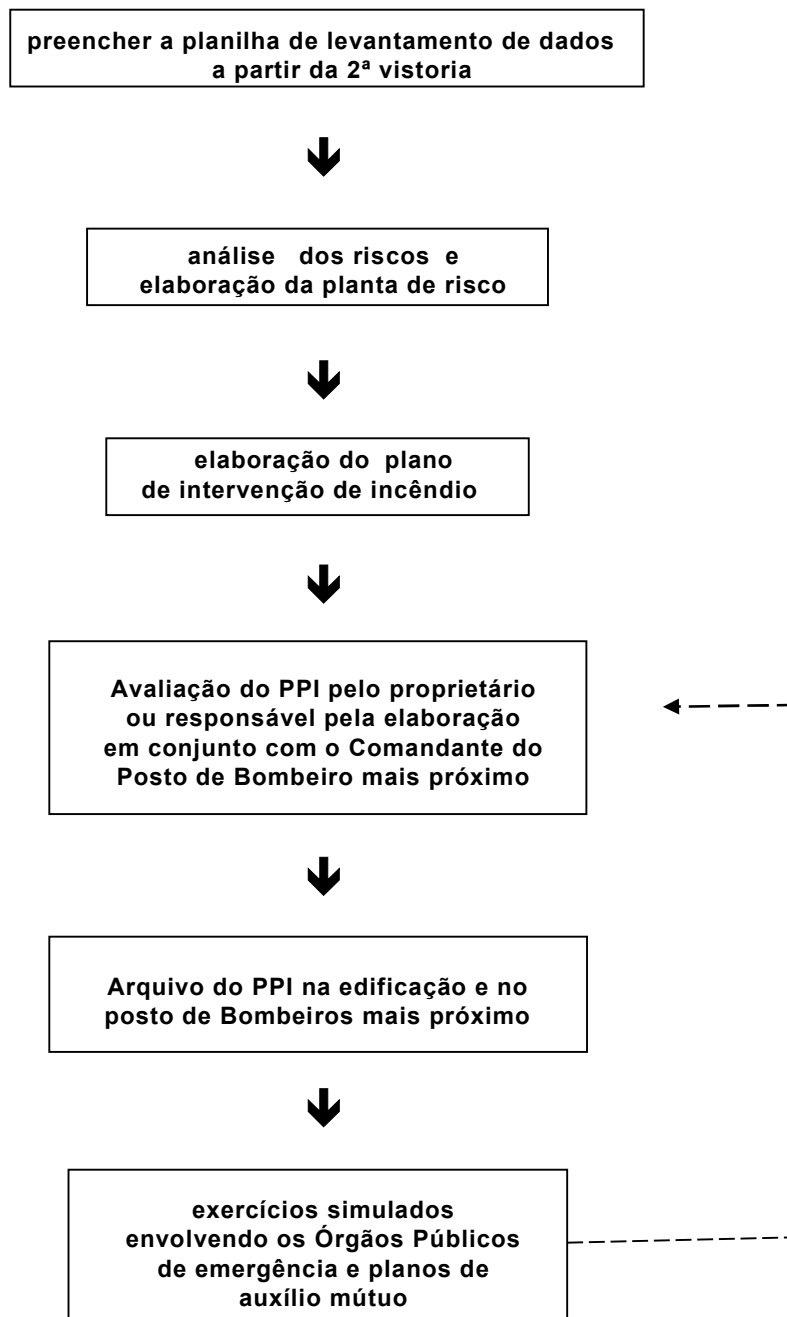 preencher a planilha de levantamento de dados
a partir da 2ª vistoria
análise dos riscos e
elaboração da planta de risco
elaboração do plano
de intervenção de incêndio
Avaliação do PPI pelo proprietário
ou responsável pela elaboração
em conjunto com o Comandante do
Posto de Bombeiro mais próximo
Arquivo do PPI na edificação e no
posto de Bombeiros mais próximo
exercícios simulados
envolvendo os Órgãos Públicos
de emergência e planos de
auxílio mútuo